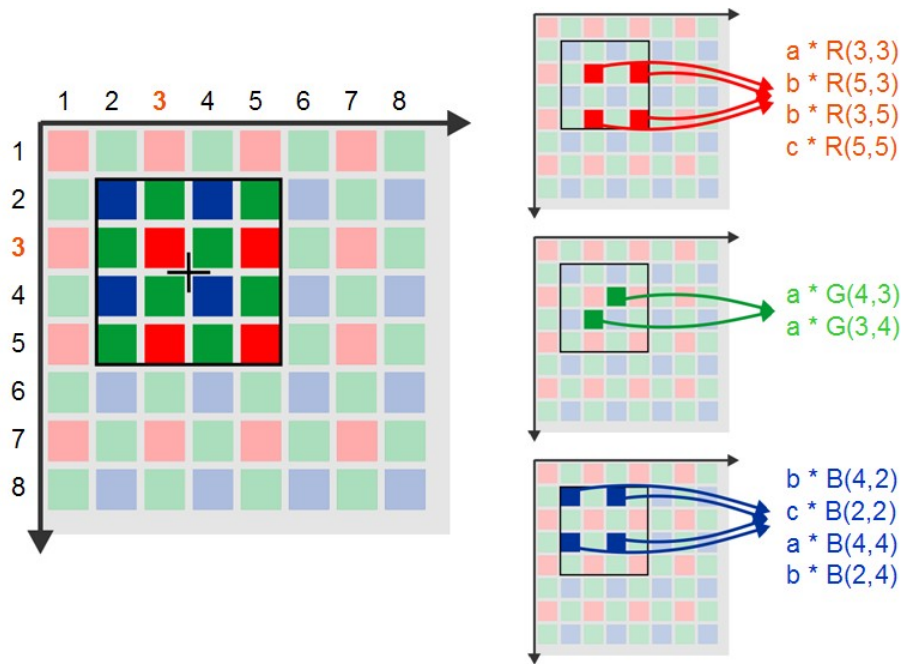 1 2 3 4 5 6 7 8
1
2
3
4
5
6
7
8
a * R(3,3)
b * R(5,3)
b * R(3,5)
c * R(5,5)
a * G(4,3)
a * G(3,4)
b * B(4,2)
c * B(2,2)
a * B(4,4)
b * B(2,4)